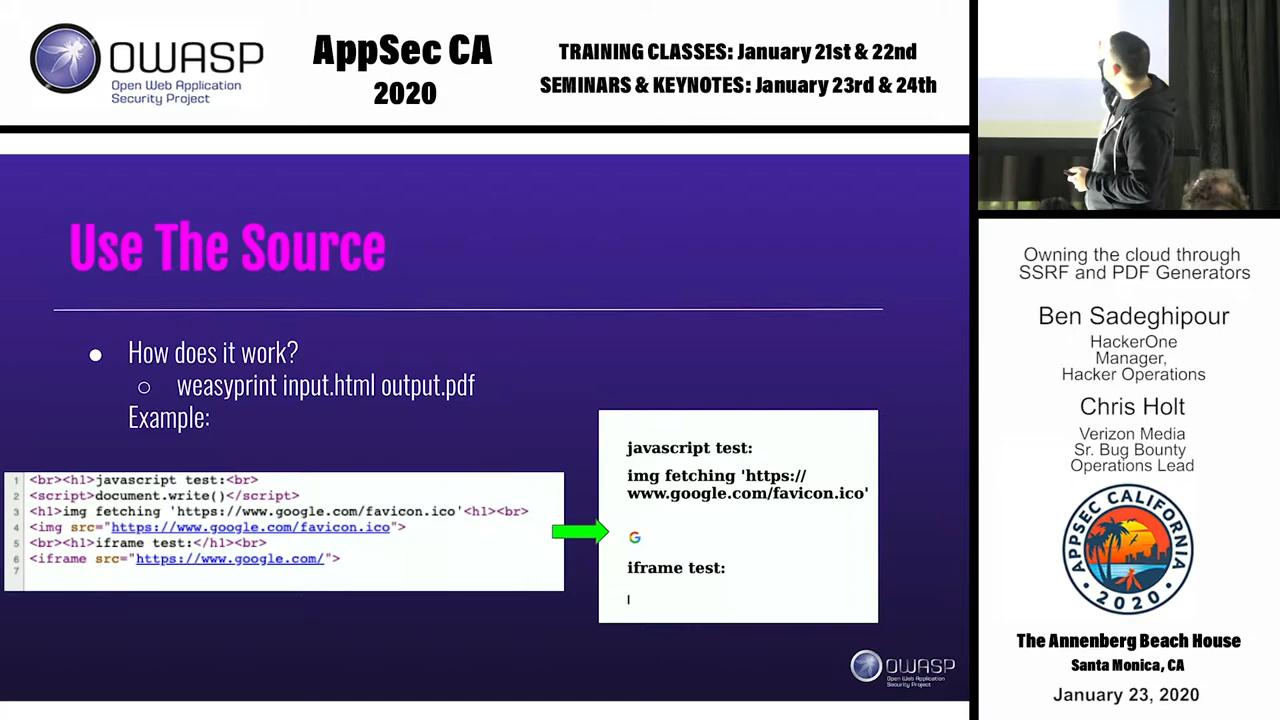 OWASP
Open Web Application
Security Project
AppSec CA
2020
TRAINING CLASSES: January 21st & 22nd
SEMINARS & KEYNOTES: January 23rd & 24th
Use The Source
● How does it work?
○ weasyprint input.html output.pdf
Example:
1 <br><h1>javascript test:<br>
2 <script>document.write()</script>
3 <h1>img fetching 'https://www.google.com/favicon.ico'<h1><br>
4 <img src="https://www.google.com/favicon.ico">
5 <br><h1>iframe test:</h1><br>
6 <iframe src="https://www.google.com/">
7
javascript test:
img fetching 'https://
www.google.com/favicon.ico'
G
iframe test:
OWASP
Open Web Application
Security Project
Owning the cloud through
SSRF and PDF Generators
Ben Sadeghipour
HackerOne
Manager,
Hacker Operations
Chris Holt
Verizon Media
Sr. Bug Bounty
Operations Lead
APPSEC CALIFORNIA
2020
The Annenberg Beach House
Santa Monica, CA
January 23, 2020